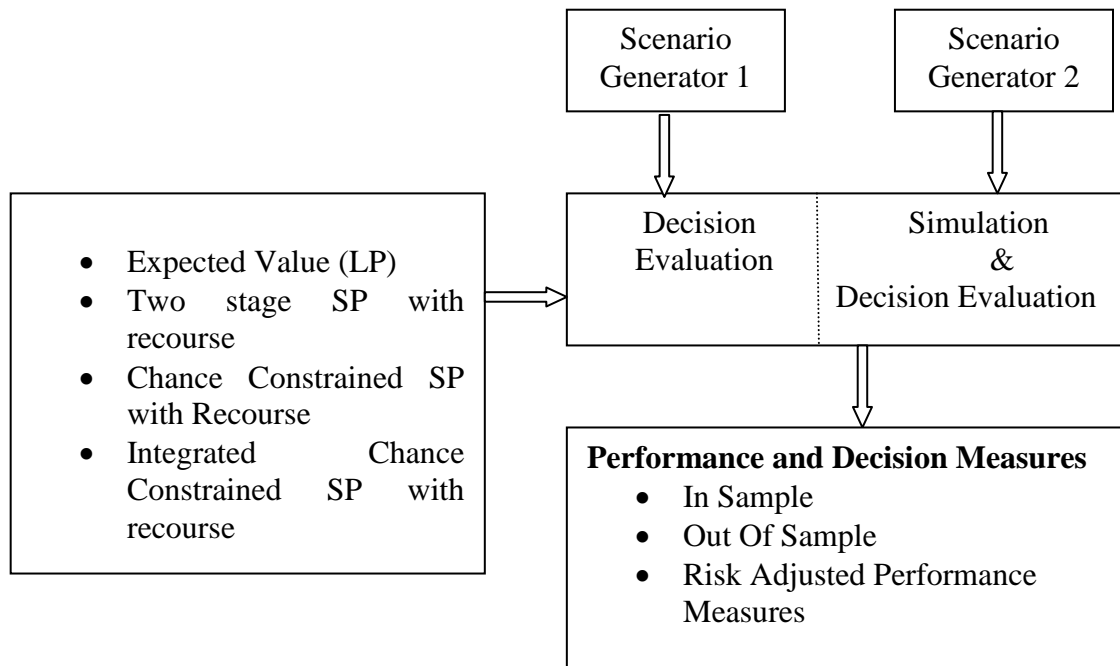 Scenario
Generator 1
Scenario
Generator 2
Decision
Evaluation
Simulation
&
Decision Evaluation
• Expected Value (LP)
• Two stage SP with
recourse
• Chance Constrained SP
with Recourse
• Integrated Chance
Constrained SP with
recourse
Performance and Decision Measures
• In Sample
• Out Of Sample
• Risk Adjusted Performance
Measures